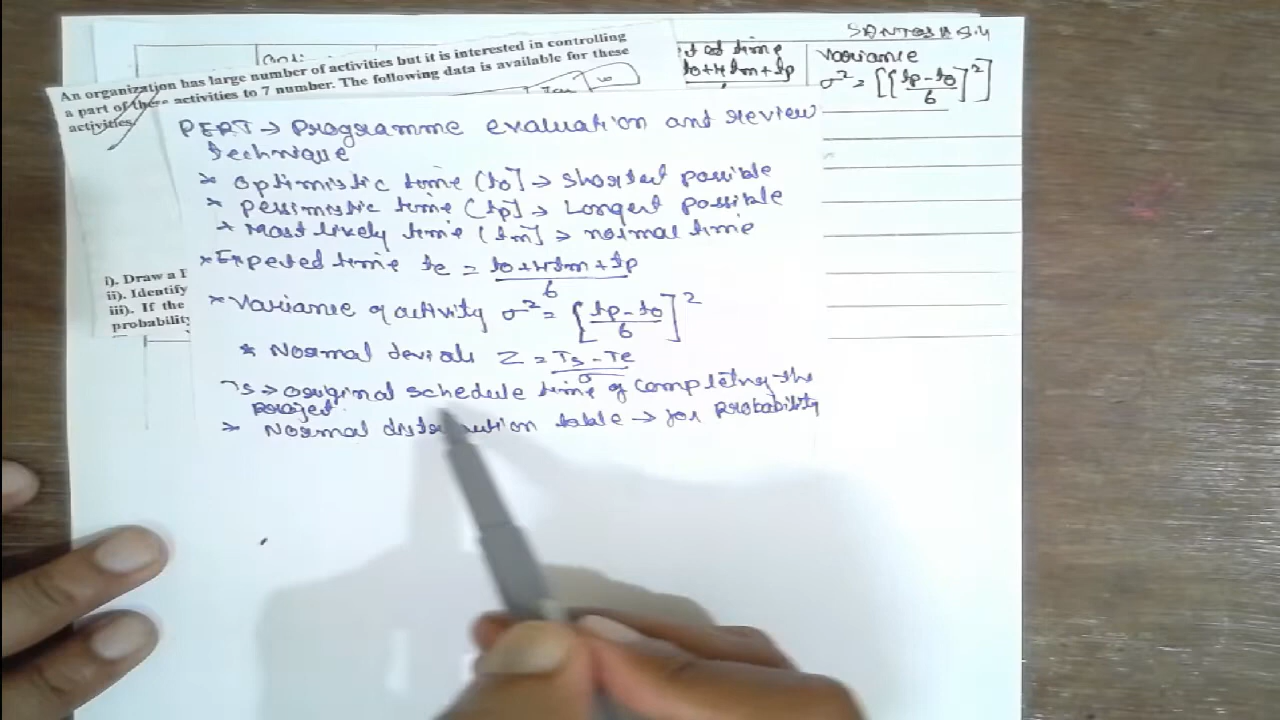 SANTOSH G.M
An organization has large number of activities but it is interested in controlling
a part of these activities to 7 number. The following data is available for these
activities.
time
to+4tm+tp
Variance
σ² = [(tp-to)/6]²
PERT → Programme evaluation and review
technique
* Optimistic time (to] → shortest possible
* Pessimistic time (tp] → Longest possible
* Most likely time [tm] → normal time
* Expeted time te = to+4tm+tp / 6
* Variance of activity σ² = [tp-to / 6]²
* Normal deviate Z = Ts-Te / σ
Ts → original schedule time of completing the
project.
* Normal distribution table → for probability
i). Draw a
ii). Identify
iii). If the
probability